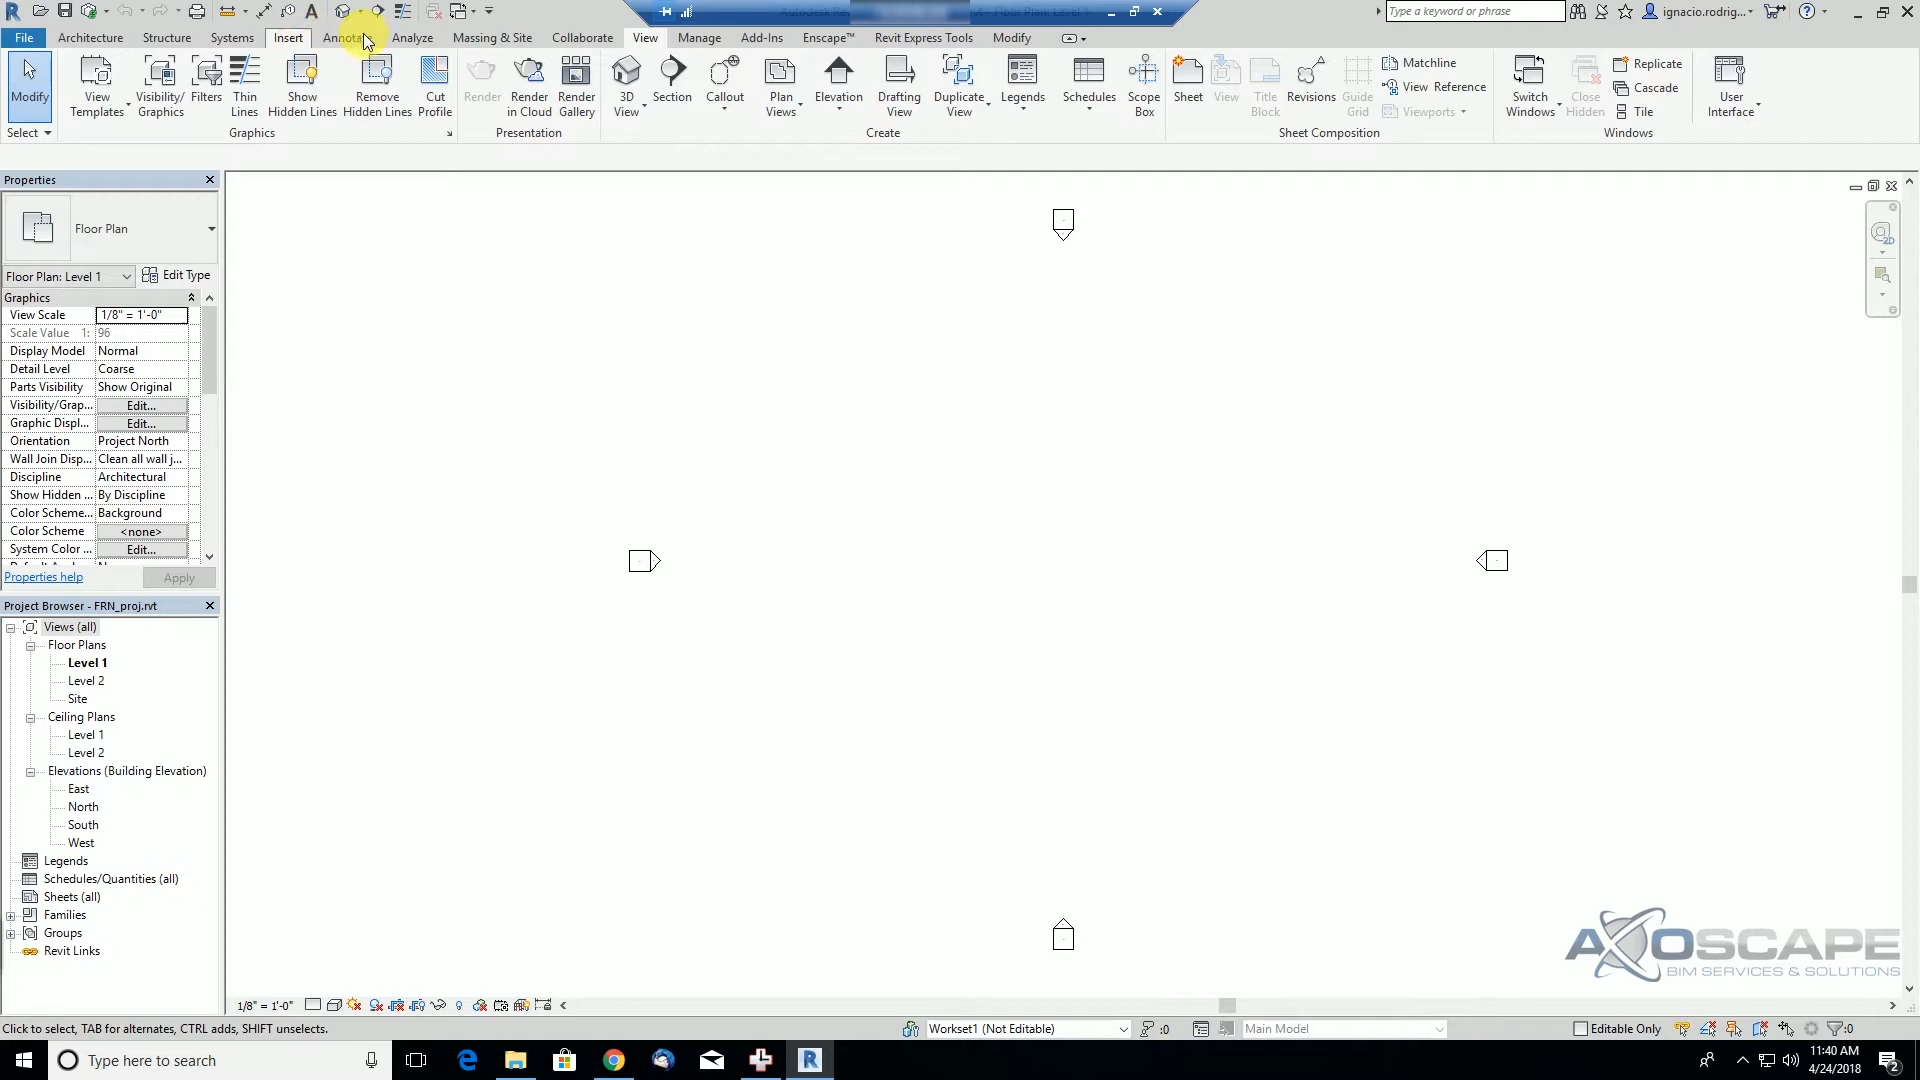 Type a keyword or phrase
ignacio.rodrig...
File Architecture Structure Systems Insert Annotate Analyze Massing & Site Collaborate View Manage Add-Ins Enscape™ Revit Express Tools Modify
Modify
Select
View Templates
Visibility/ Graphics
Filters
Thin Lines
Show Hidden Lines
Remove Hidden Lines
Cut Profile
Graphics
Render
Render in Cloud
Render Gallery
Presentation
3D View
Section
Callout
Plan Views
Elevation
Drafting View
Duplicate View
Legends
Schedules
Scope Box
Create
Sheet
View
Title Block
Revisions
Guide Grid
Matchline
View Reference
Viewports
Sheet Composition
Switch Windows
Close Hidden
Replicate
Cascade
Tile
Windows
User Interface
Properties
Floor Plan
Floor Plan: Level 1 Edit Type
Graphics
View Scale 1/8" = 1'-0"
Scale Value 1: 96
Display Model Normal
Detail Level Coarse
Parts Visibility Show Original
Visibility/Grap... Edit...
Graphic Displ... Edit...
Orientation Project North
Wall Join Disp... Clean all wall j...
Discipline Architectural
Show Hidden ... By Discipline
Color Scheme... Background
Color Scheme <none>
System Color ... Edit...
Properties help Apply
Project Browser - FRN_proj.rvt
Views (all)
Floor Plans
Level 1
Level 2
Site
Ceiling Plans
Level 1
Level 2
Elevations (Building Elevation)
East
North
South
West
Legends
Schedules/Quantities (all)
Sheets (all)
Families
Groups
Revit Links
2D
AXOSCAPE
BIM SERVICES & SOLUTIONS
1/8" = 1'-0"
Click to select, TAB for alternates, CTRL adds, SHIFT unselects.
Workset1 (Not Editable) :0 Main Model Editable Only :0
Type here to search
11:40 AM
4/24/2018
2